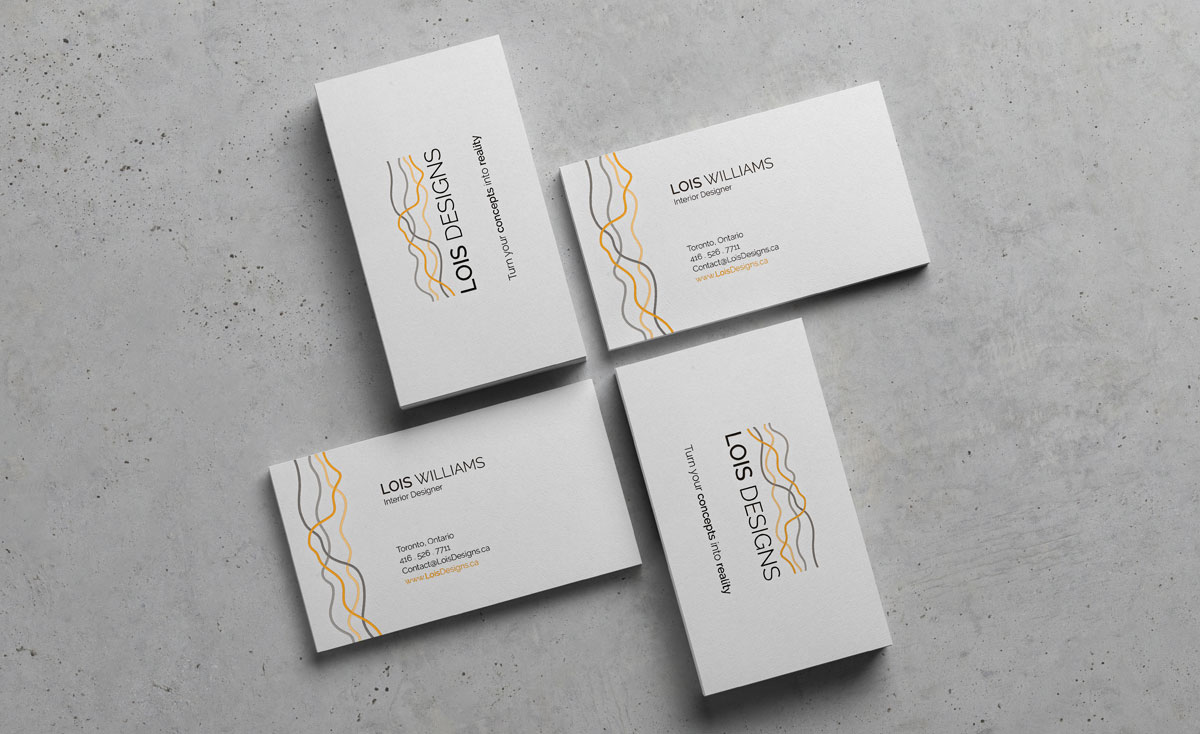 LOIS DESIGNS
Turn your concepts into reality
LOIS WILLIAMS
Interior Designer
Toronto, Ontario
416 . 526 . 7711
Contact@LoisDesigns.ca
www.LoisDesigns.ca
LOIS WILLIAMS
Interior Designer
Toronto, Ontario
416 . 526 . 7711
Contact@LoisDesigns.ca
www.LoisDesigns.ca
LOIS DESIGNS
Turn your concepts into reality